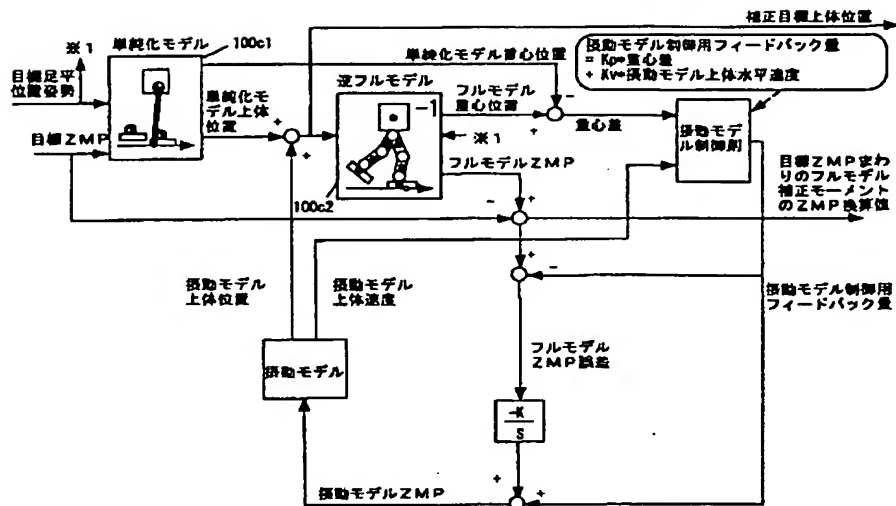 補正目標上体位置
※1
単純化モデル
100c1
単純化モデル重心位置
摂動モデル制御用フィードバック量
= Kp*重心差
+ Kv*摂動モデル上体水平速度
目標足平
位置姿勢
単純化モ
デル上体
位置
逆フルモデル
-1
フルモデル
重心位置
-
+
重心差
摂動モデ
ル制御則
目標ZMP
+
+
※1
フルモデルZMP
100c2
目標ZMPまわ
りのフルモデル
補正モーメント
のZMP換算値
-
+
+
-
摂動モデル
上体位置
摂動モデル
上体速度
摂動モデル制御用
フィードバック量
フルモデル
ZMP誤差
摂動モデル
-K
S
+
+
摂動モデルZMP